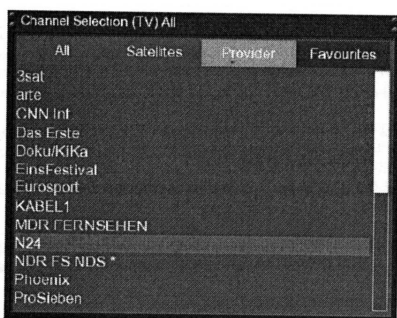 Channel Selection (TV) All
All Satellites Provider Favourites
3sat
arte
CNN Int.
Das Erste
Doku/KiKa
EinsFestival
Eurosport
KABEL1
MDR FERNSEHEN
N24
NDR FS NDS *
Phoenix
ProSieben